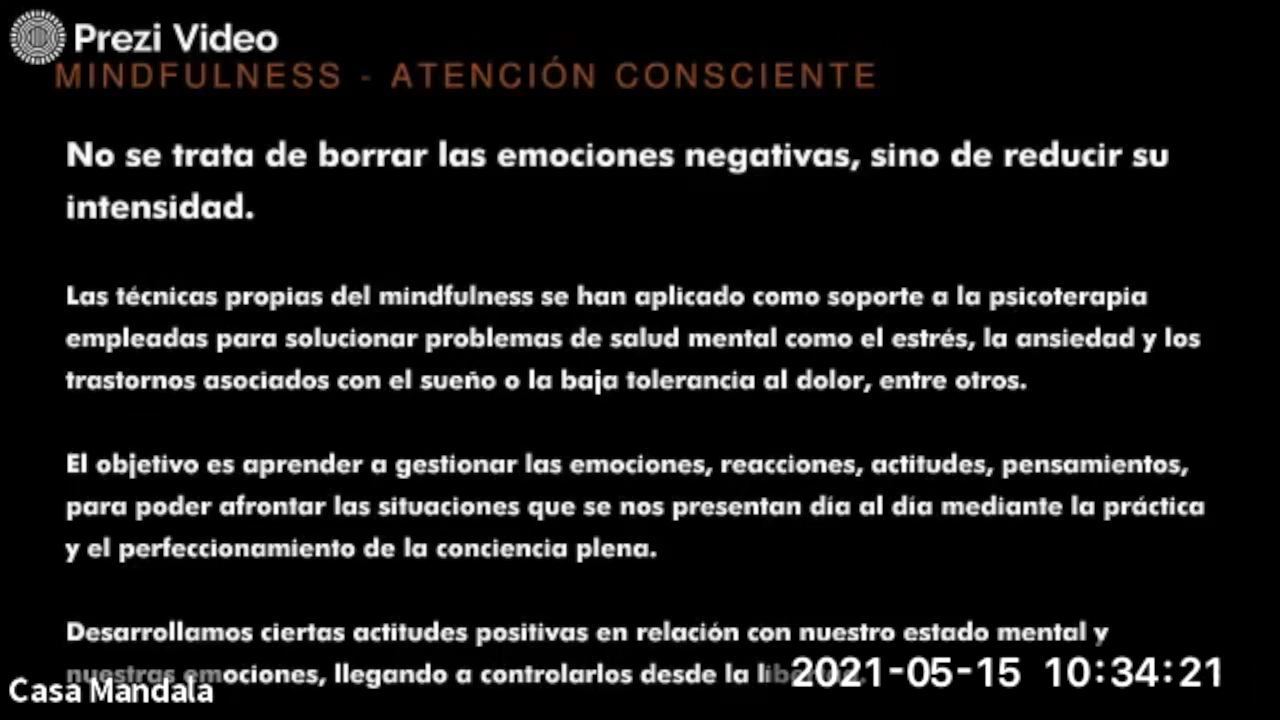 Prezi Video
MINDFULNESS - ATENCIÓN CONSCIENTE
No se trata de borrar las emociones negativas, sino de reducir su
intensidad.
Las técnicas propias del mindfulness se han aplicado como soporte a la psicoterapia
empleadas para solucionar problemas de salud mental como el estrés, la ansiedad y los
trastornos asociados con el sueño o la baja tolerancia al dolor, entre otros.
El objetivo es aprender a gestionar las emociones, reacciones, actitudes, pensamientos,
para poder afrontar las situaciones que se nos presentan día al día mediante la práctica
y el perfeccionamiento de la conciencia plena.
Desarrollamos ciertas actitudes positivas en relación con nuestro estado mental y
nuestras emociones, llegando a controlarlos desde la
2021-05-15 10:34:21
Casa Mandala